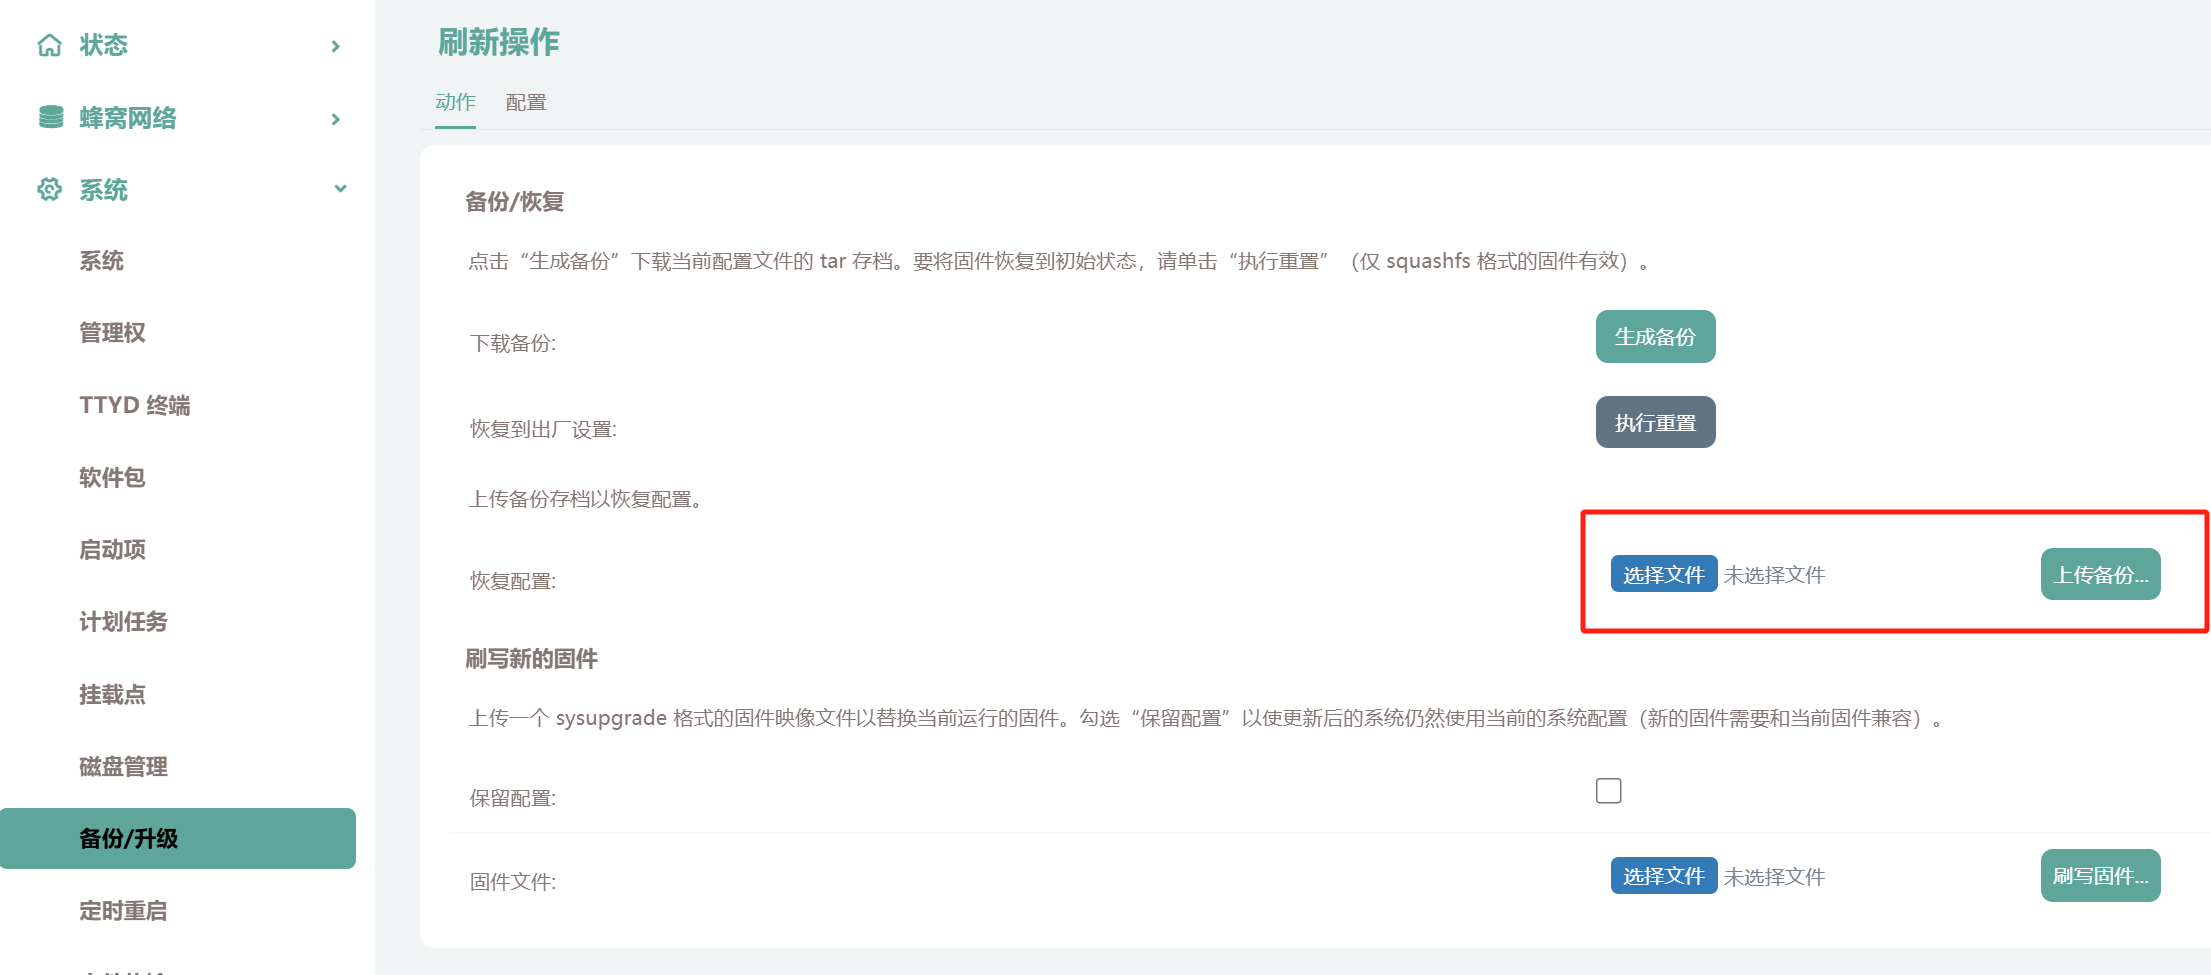 状态
蜂窝网络
系统
系统
管理权
TTYD 终端
软件包
启动项
计划任务
挂载点
磁盘管理
备份/升级
定时重启
刷新操作
动作 配置
备份/恢复
点击“生成备份”下载当前配置文件的 tar 存档。要将固件恢复到初始状态，请单击“执行重置”（仅 squashfs 格式的固件有效）。
下载备份: 生成备份
恢复到出厂设置: 执行重置
上传备份存档以恢复配置。
恢复配置: 选择文件 未选择文件 上传备份...
刷写新的固件
上传一个 sysupgrade 格式的固件映像文件以替换当前运行的固件。勾选“保留配置”以使更新后的系统仍然使用当前的系统配置（新的固件需要和当前固件兼容）。
保留配置:
固件文件: 选择文件 未选择文件 刷写固件...